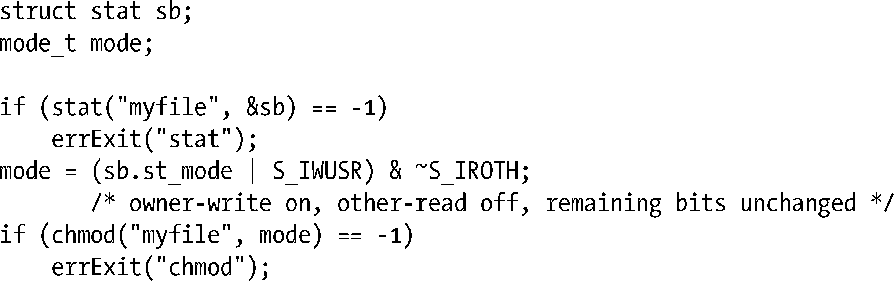 struct stat sb;
mode_t mode;
if (stat("myfile", &sb) == -1)
errExit("stat");
mode = (sb.st_mode | S_IWUSR) & ~S_IROTH;
/* owner-write on, other-read off, remaining bits unchanged */
if (chmod("myfile", mode) == -1)
errExit("chmod");